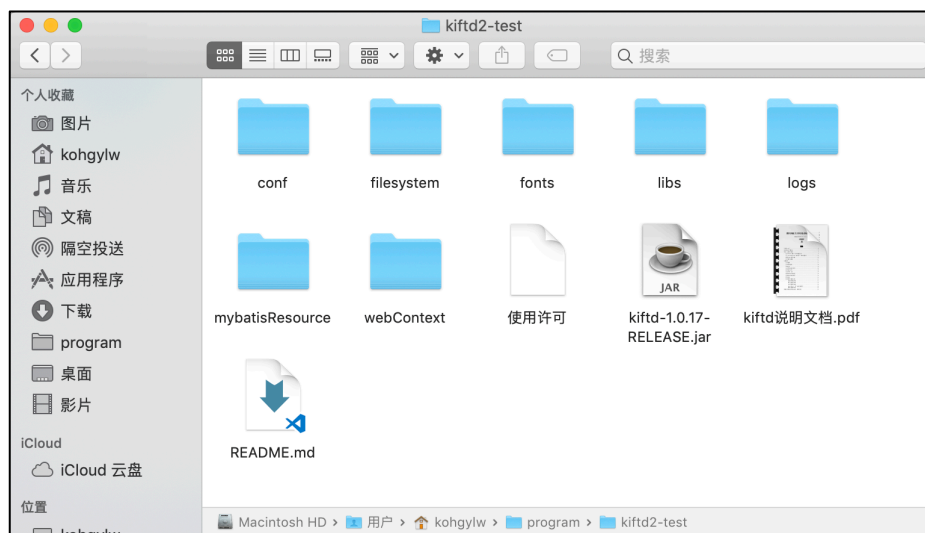 kiftd2-test
搜索
个人收藏
图片
kohgylw
音乐
文稿
隔空投送
应用程序
下载
program
桌面
影片
iCloud
iCloud 云盘
位置
conf
filesystem
fonts
libs
logs
mybatisResource
webContext
使用许可
JAR
kiftd-1.0.17-
RELEASE.jar
kiftd说明文档.pdf
README.md
Macintosh HD › 用户 › kohgylw › program › kiftd2-test